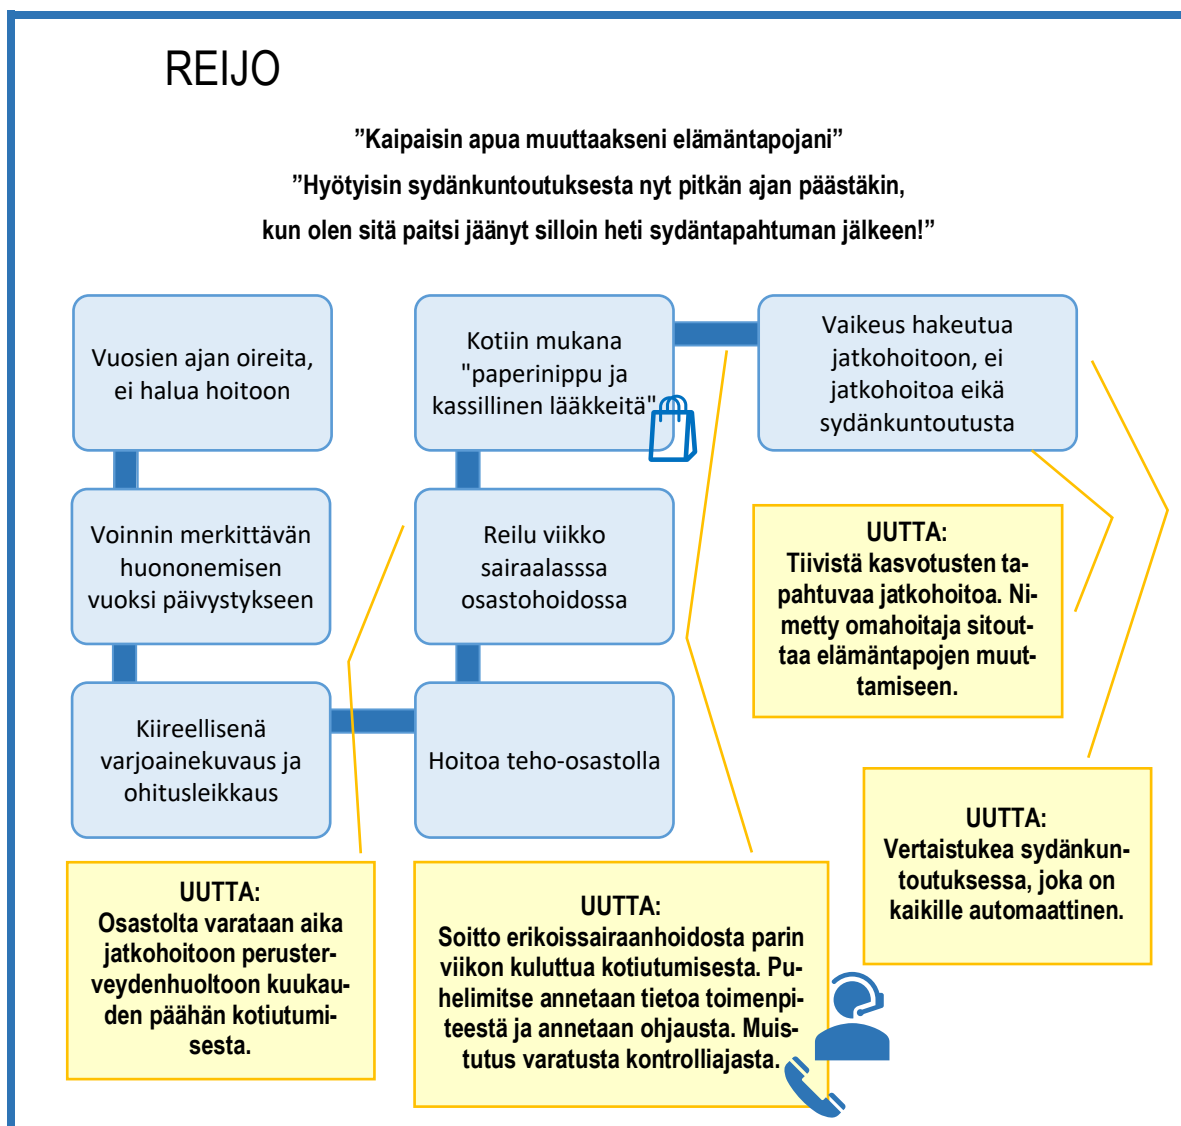 REIJO
”Kaipaisin apua muuttaakseni elämäntapojani”
”Hyötyisin sydänkuntoutuksesta nyt pitkän ajan päästäkin,
kun olen sitä paitsi jäänyt silloin heti sydäntapahtuman jälkeen!”
Vuosien ajan oireita,
ei halua hoitoon
Voinnin merkittävän
huononemisen
vuoksi päivystykseen
Kiireellisenä
varjoainekuvaus ja
ohitusleikkaus
Hoitoa teho-osastolla
Reilu viikko
sairaalasssa
osastohoidossa
Kotiin mukana
"paperinippu ja
kassillinen lääkkeitä"
Vaikeus hakeutua
jatkohoitoon, ei
jatkohoitoa eikä
sydänkuntoutusta
UUTTA:
Osastolta varataan aika
jatkohoitoon peruster-
veydenhuoltoon kuukau-
den päähän kotiutumi-
sesta.
UUTTA:
Soitto erikoissairaanhoidosta parin
viikon kuluttua kotiutumisesta. Pu-
helimitse annetaan tietoa toimenpi-
teestä ja annetaan ohjausta. Muis-
tutus varatusta kontrolliajasta.
UUTTA:
Tiivistä kasvotusten ta-
pahtuvaa jatkohoitoa. Ni-
metty omahoitaja sitout-
taa elämäntapojen muut-
tamiseen.
UUTTA:
Vertaistukea sydänkun-
toutuksessa, joka on
kaikille automaattinen.